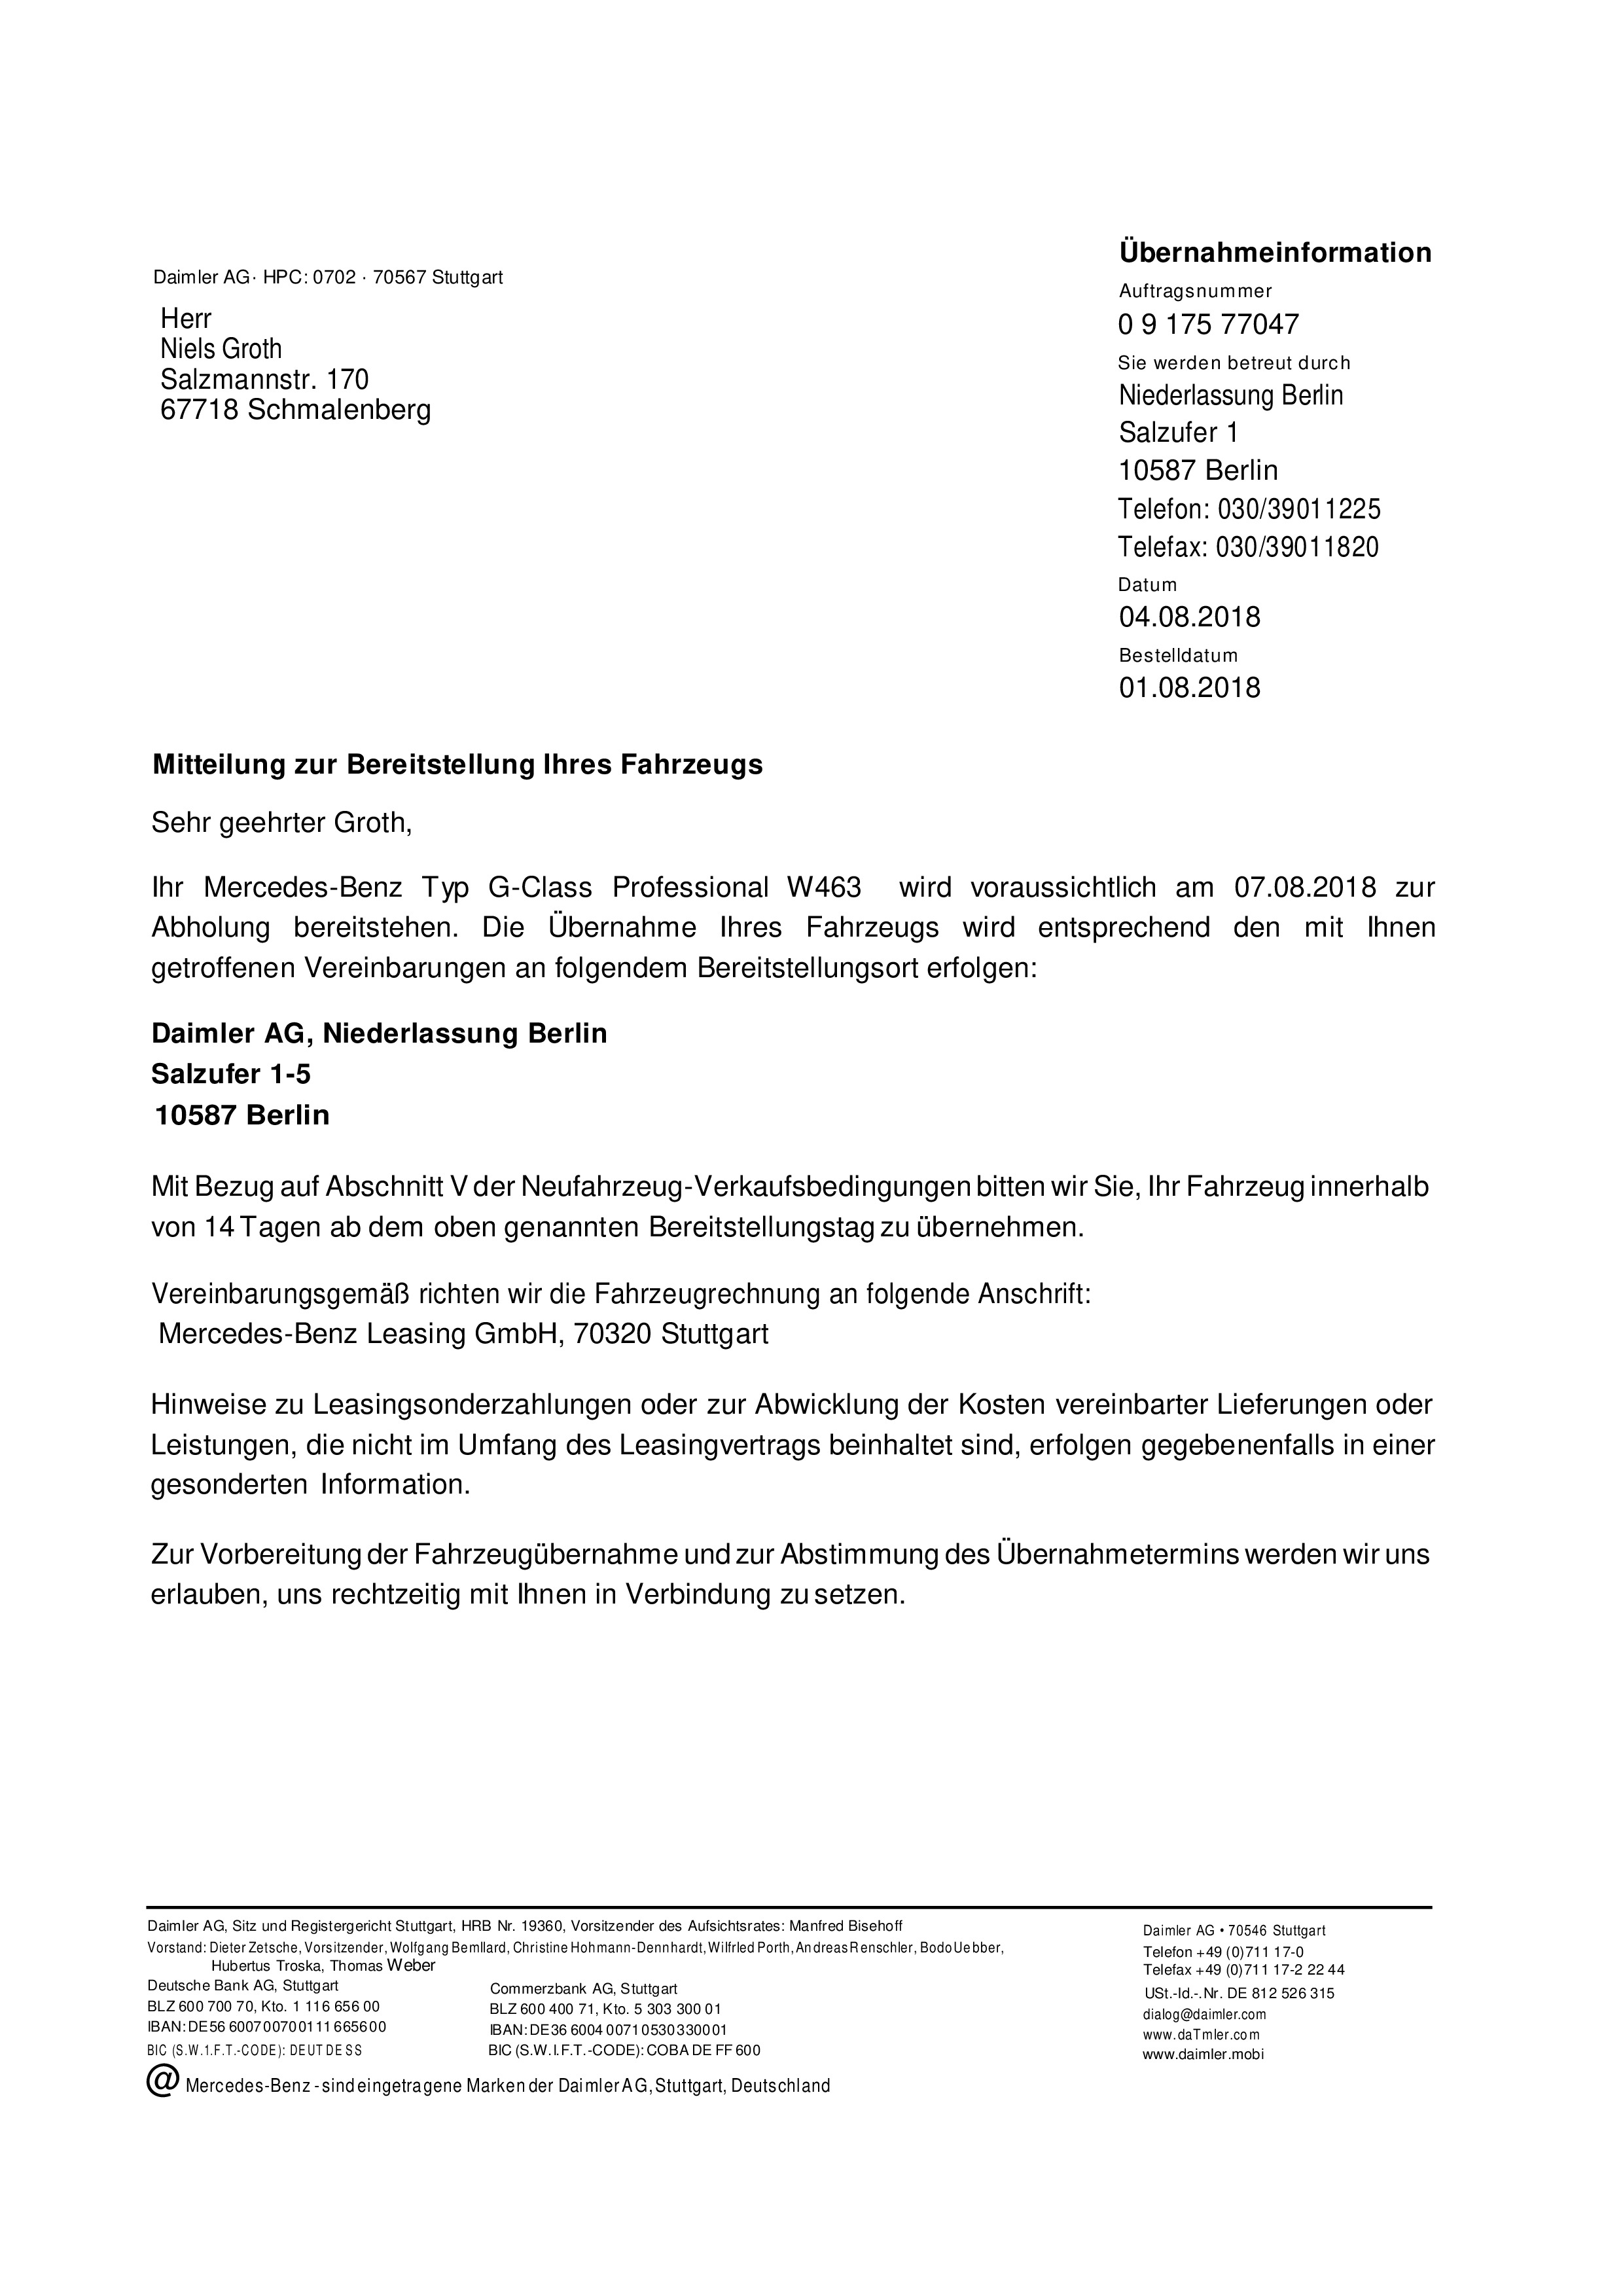 Übernahmeinformation
Daimler AG· HPC: 0702 · 70567 Stuttgart
Herr
Niels Groth
Salzmannstr. 170
67718 Schmalenberg
Auftragsnummer
0 9 175 77047
Sie werden betreut durch
Niederlassung Berlin
Salzufer 1
10587 Berlin
Telefon: 030/39011225
Telefax: 030/39011820
Datum
04.08.2018
Bestelldatum
01.08.2018
Mitteilung zur Bereitstellung Ihres Fahrzeugs
Sehr geehrter Groth,
Ihr Mercedes-Benz Typ G-Class Professional W463 wird voraussichtlich am 07.08.2018 zur
Abholung bereitstehen. Die Übernahme Ihres Fahrzeugs wird entsprechend den mit Ihnen
getroffenen Vereinbarungen an folgendem Bereitstellungsort erfolgen:
Daimler AG, Niederlassung Berlin
Salzufer 1-5
10587 Berlin
Mit Bezug auf Abschnitt V der Neufahrzeug-Verkaufsbedingungen bitten wir Sie, Ihr Fahrzeug innerhalb
von 14 Tagen ab dem oben genannten Bereitstellungstag zu übernehmen.
Vereinbarungsgemäß richten wir die Fahrzeugrechnung an folgende Anschrift:
Mercedes-Benz Leasing GmbH, 70320 Stuttgart
Hinweise zu Leasingsonderzahlungen oder zur Abwicklung der Kosten vereinbarter Lieferungen oder
Leistungen, die nicht im Umfang des Leasingvertrags beinhaltet sind, erfolgen gegebenenfalls in einer
gesonderten Information.
Zur Vorbereitung der Fahrzeugübernahme und zur Abstimmung des Übernahmetermins werden wir uns
erlauben, uns rechtzeitig mit Ihnen in Verbindung zu setzen.
Daimler AG, Sitz und Registergericht Stuttgart, HRB Nr. 19360, Vorsitzender des Aufsichtsrates: Manfred Bisehoff
Vorstand: Dieter Zetsche, Vorsitzender, Wolfgang Bemllard, Christine Hohmann-Dennhardt, Wilfrled Porth, Andreas Renschler, Bodo Uebber,
Hubertus Troska, Thomas Weber
Deutsche Bank AG, Stuttgart
BLZ 600 700 70, Kto. 1 116 656 00
IBAN: DE56 6007 0070 0111 6656 00
BIC (S.W.1.F.T.-CODE): DEUT DE SS
Commerzbank AG, Stuttgart
BLZ 600 400 71, Kto. 5 303 300 01
IBAN: DE36 6004 0071 0530 3300 01
BIC (S.W.I.F.T.-CODE): COBA DE FF 600
Daimler AG • 70546 Stuttgart
Telefon +49 (0)711 17-0
Telefax +49 (0)711 17-2 22 44
USt.-Id.-.Nr. DE 812 526 315
dialog@daimler.com
www.daTmler.com
www.daimler.mobi
@ Mercedes-Benz - sind eingetragene Marken der Daimler AG, Stuttgart, Deutschland